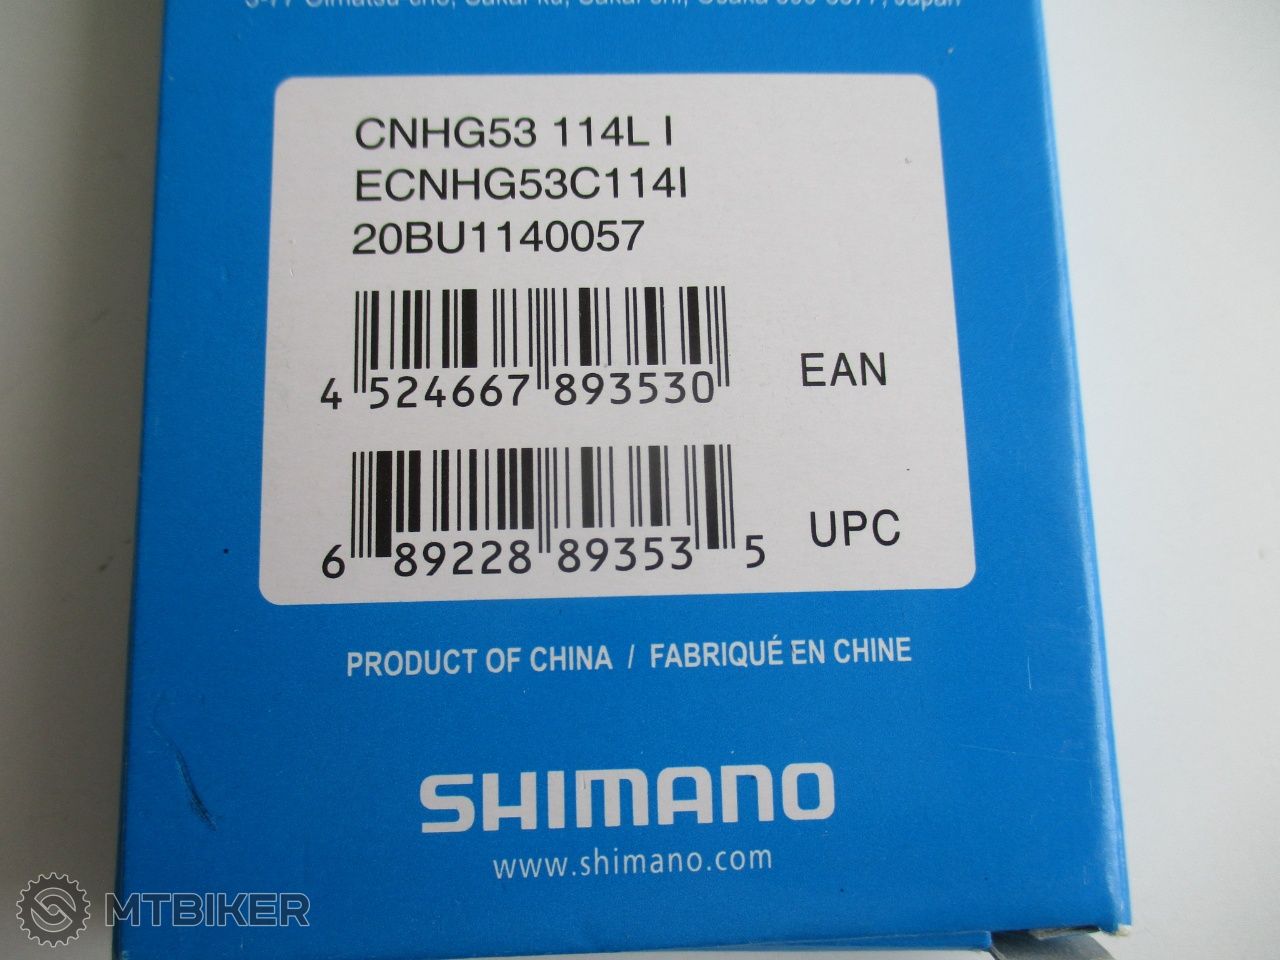 CNHG53 114L I
ECNHG53C114I
20BU1140057
4 524667 893530
EAN
6 89228 89353 5
UPC
PRODUCT OF CHINA / FABRIQUÉ EN CHINE
SHIMANO
www.shimano.com
MTBIKER